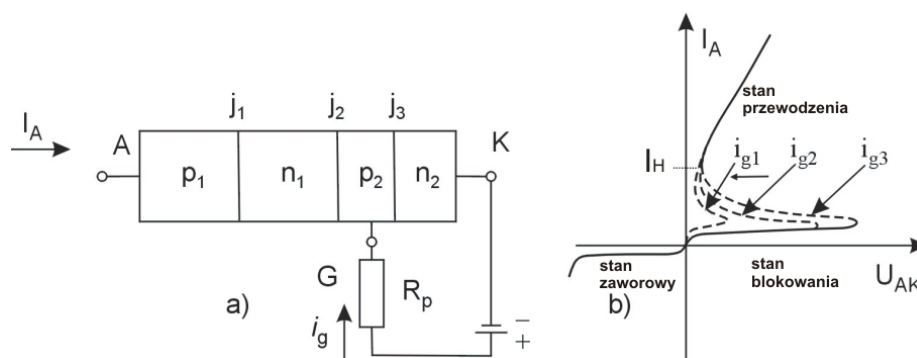 I_A
A
j_1
j_2
j_3
K
p_1
n_1
p_2
n_2
G
R_p
i_g
−
+
a)
I_A
stan
przewodzenia
I_H
i_g1
i_g2
i_g3
stan
zaworowy
stan
blokowania
U_AK
b)